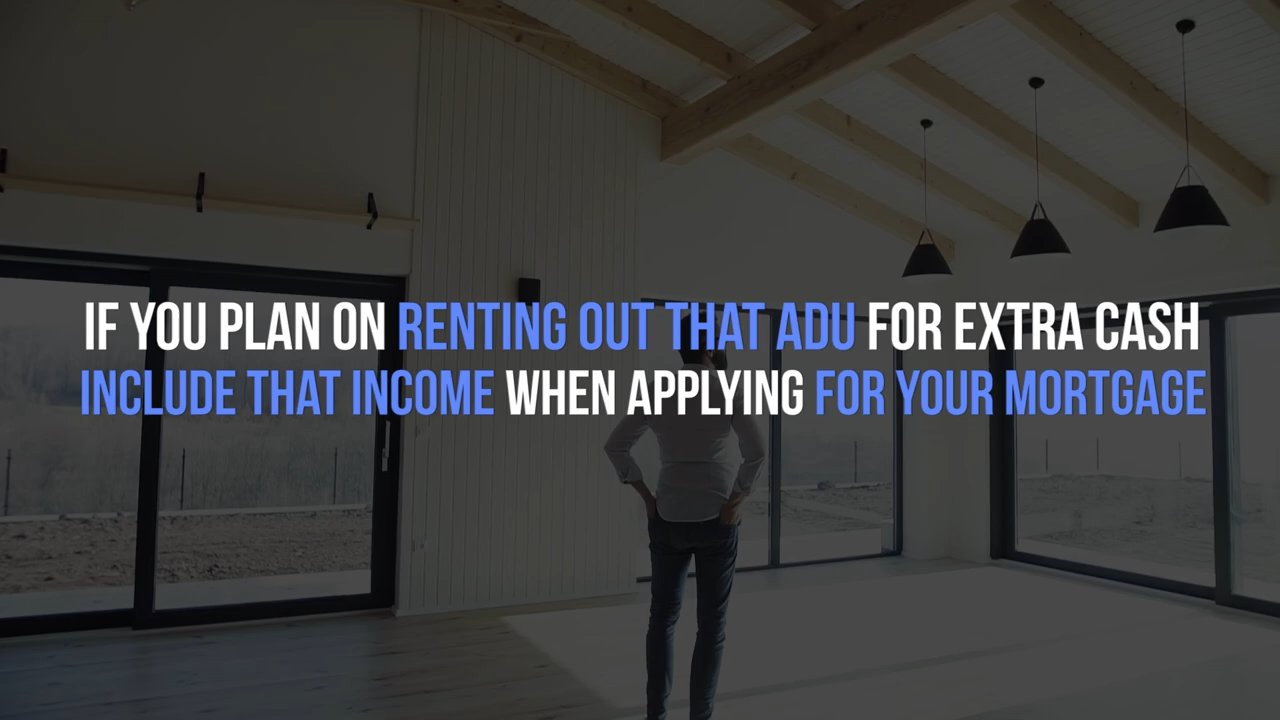 IF YOU PLAN ON RENTING OUT THAT ADU FOR EXTRA CASH
INCLUDE THAT INCOME WHEN APPLYING FOR YOUR MORTGAGE